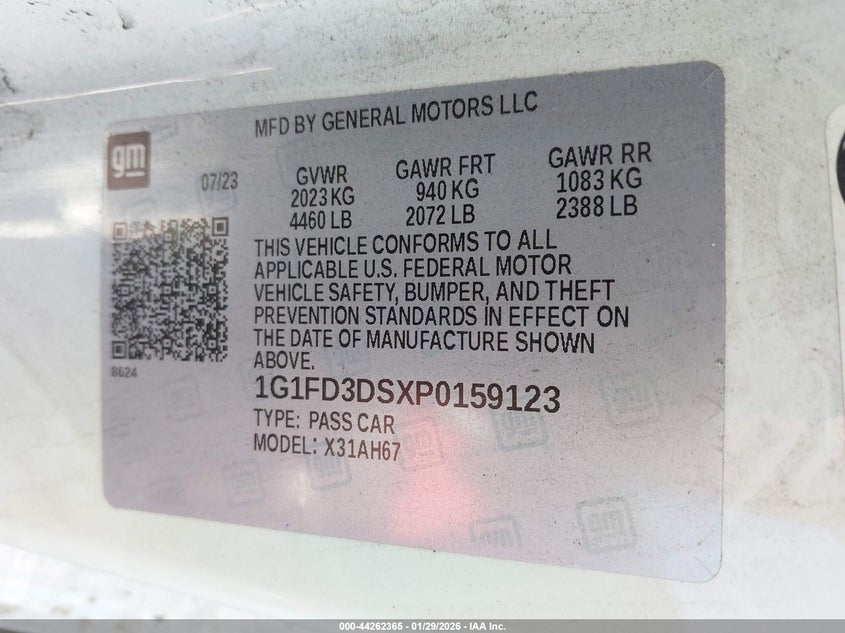 MFD BY GENERAL MOTORS LLC
gm
07/23
GVWR
2023 KG
4460 LB
GAWR FRT
940 KG
2072 LB
GAWR RR
1083 KG
2388 LB
THIS VEHICLE CONFORMS TO ALL
APPLICABLE U.S. FEDERAL MOTOR
VEHICLE SAFETY, BUMPER, AND THEFT
PREVENTION STANDARDS IN EFFECT ON
THE DATE OF MANUFACTURE SHOWN
ABOVE.
8624
1G1FD3DSXP0159123
TYPE: PASS CAR
MODEL: X31AH67
000-44262365 - 01/29/2026 - IAA Inc.